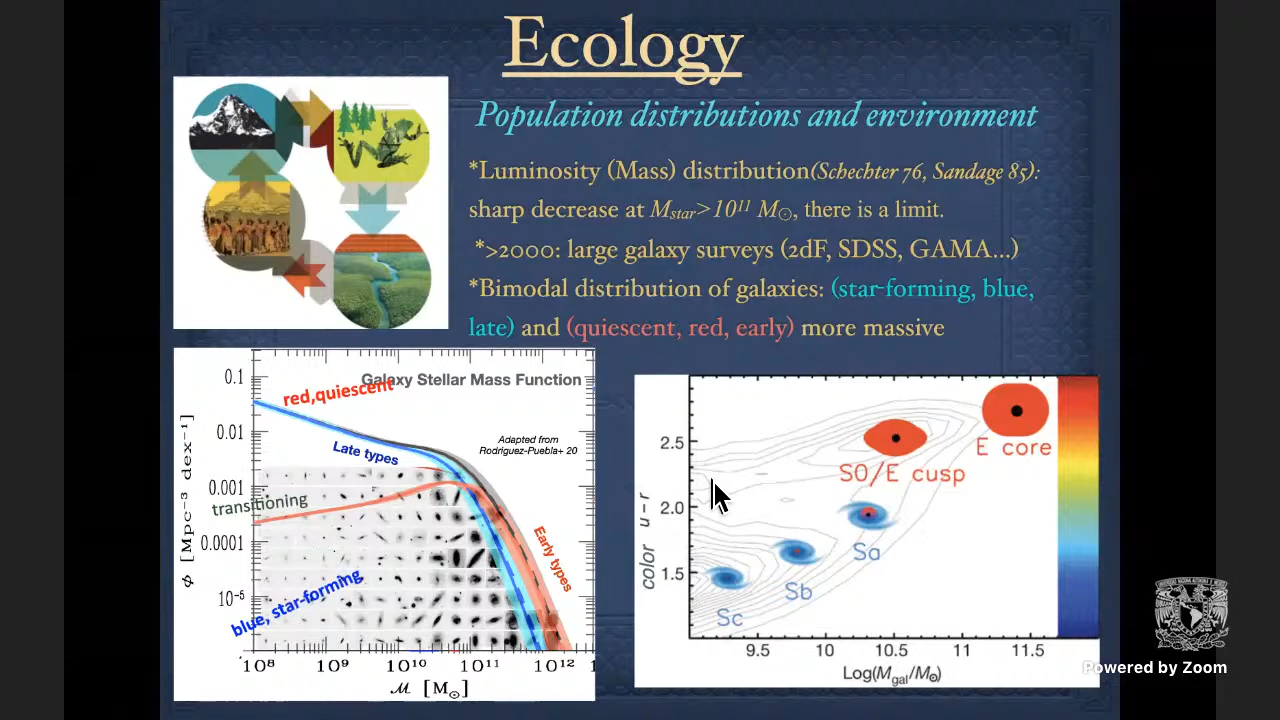 Ecology
Population distributions and environment
*Luminosity (Mass) distribution(Schechter 76, Sandage 85):
sharp decrease at Mstar>10¹¹ M☉, there is a limit.
*>2000: large galaxy surveys (2dF, SDSS, GAMA...)
*Bimodal distribution of galaxies: (star-forming, blue,
late) and (quiescent, red, early) more massive
Galaxy Stellar Mass Function
red,quiescent
Late types
Adapted from
Rodriguez-Puebla+ 20
transitioning
Early types
blue, star-forming
ϕ [Mpc⁻³ dex⁻¹]
0.1
0.01
0.001
0.0001
10⁻⁵
10⁸ 10⁹ 10¹⁰ 10¹¹ 10¹²
ℳ [M☉]
color u-r
2.5
2.0
1.5
E core
S0/E cusp
Sa
Sb
Sc
9.5 10 10.5 11 11.5
Log(Mgal/M☉)
Powered by Zoom